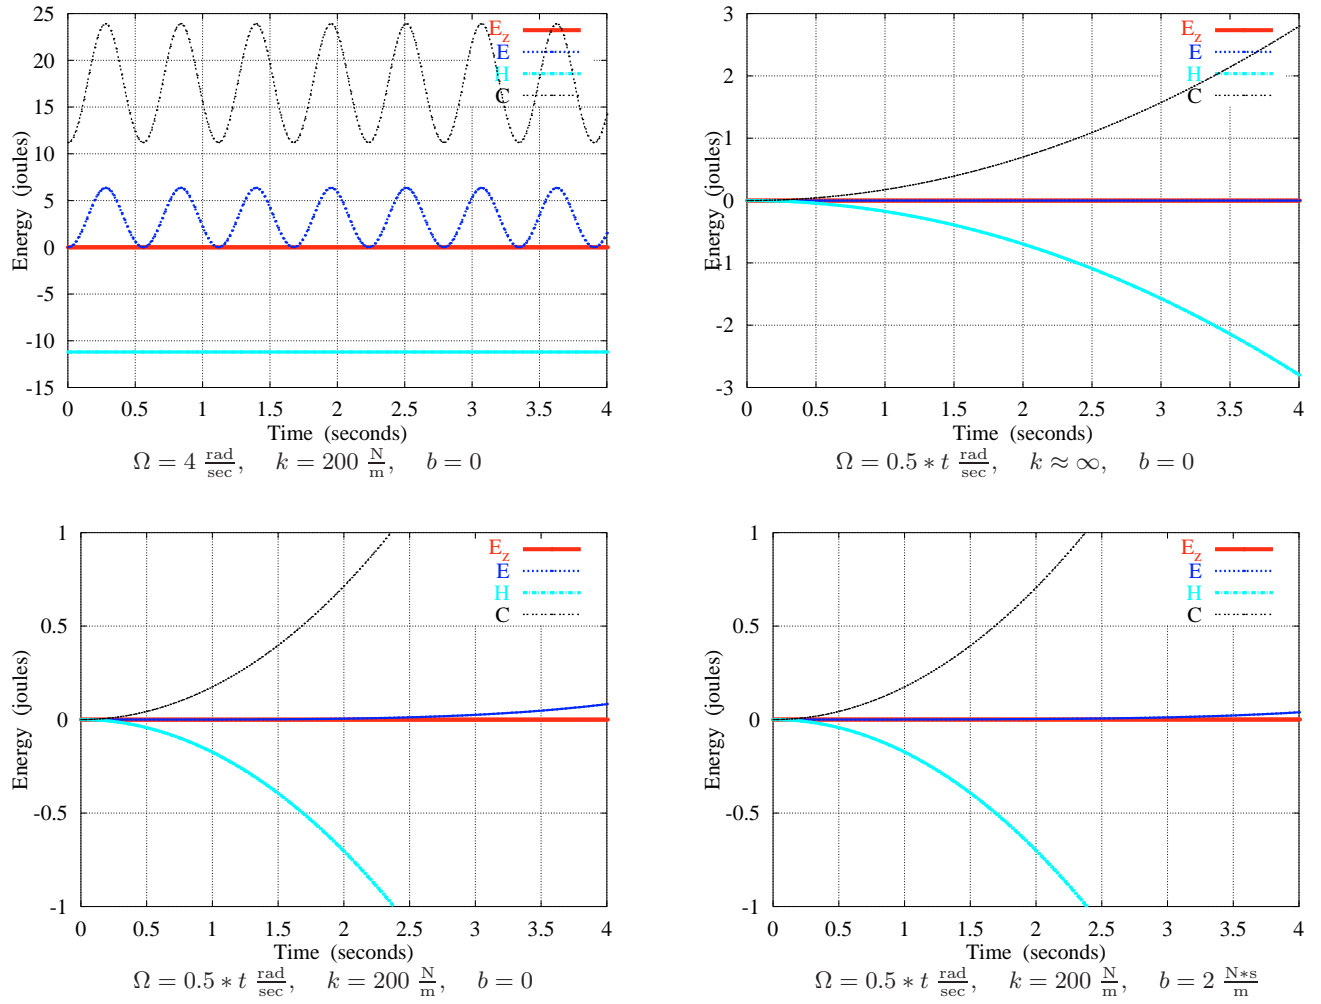 25
20
15
10
5
0
-5
-10
-15
Energy (joules)
E_z
E
H
C
0 0.5 1 1.5 2 2.5 3 3.5 4
Time (seconds)
Ω = 4 rad/sec, k = 200 N/m, b = 0
3
2
1
0
-1
-2
-3
Energy (joules)
E_z
E
H
C
0 0.5 1 1.5 2 2.5 3 3.5 4
Time (seconds)
Ω = 0.5 ∗ t rad/sec, k ≈ ∞, b = 0
1
0.5
0
-0.5
-1
Energy (joules)
E_z
E
H
C
0 0.5 1 1.5 2 2.5 3 3.5 4
Time (seconds)
Ω = 0.5 ∗ t rad/sec, k = 200 N/m, b = 0
1
0.5
0
-0.5
-1
Energy (joules)
E_z
E
H
C
0 0.5 1 1.5 2 2.5 3 3.5 4
Time (seconds)
Ω = 0.5 ∗ t rad/sec, k = 200 N/m, b = 2 N∗s/m